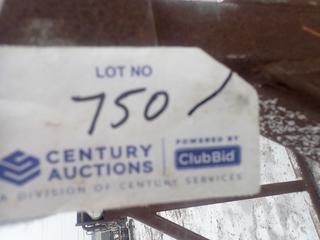 LOT NO
750
CENTURY
AUCTIONS
POWERED BY
ClubBid
A DIVISION OF CENTURY SERVICES